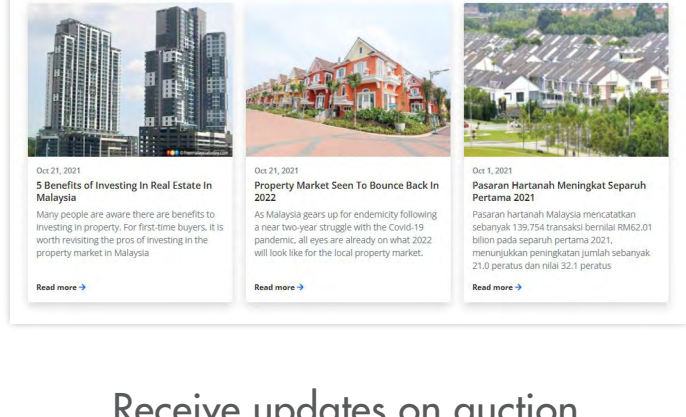 Oct 21, 2021
5 Benefits of Investing In Real Estate In
Malaysia
Many people are aware there are benefits to
investing in property. For first-time buyers, it is
worth revisiting the pros of investing in the
property market in Malaysia
Read more →
Oct 21, 2021
Property Market Seen To Bounce Back In
2022
As Malaysia gears up for endemicity following
a near two-year struggle with the Covid-19
pandemic, all eyes are already on what 2022
will look like for the local property market.
Read more →
Oct 1, 2021
Pasaran Hartanah Meningkat Separuh
Pertama 2021
Pasaran hartanah Malaysia mencatatkan
sebanyak 139,754 transaksi bernilai RM62.01
bilion pada separuh pertama 2021,
menunjukkan peningkatan jumlah sebanyak
21.0 peratus dan nilai 32.1 peratus
Read more →
Receive updates on auction